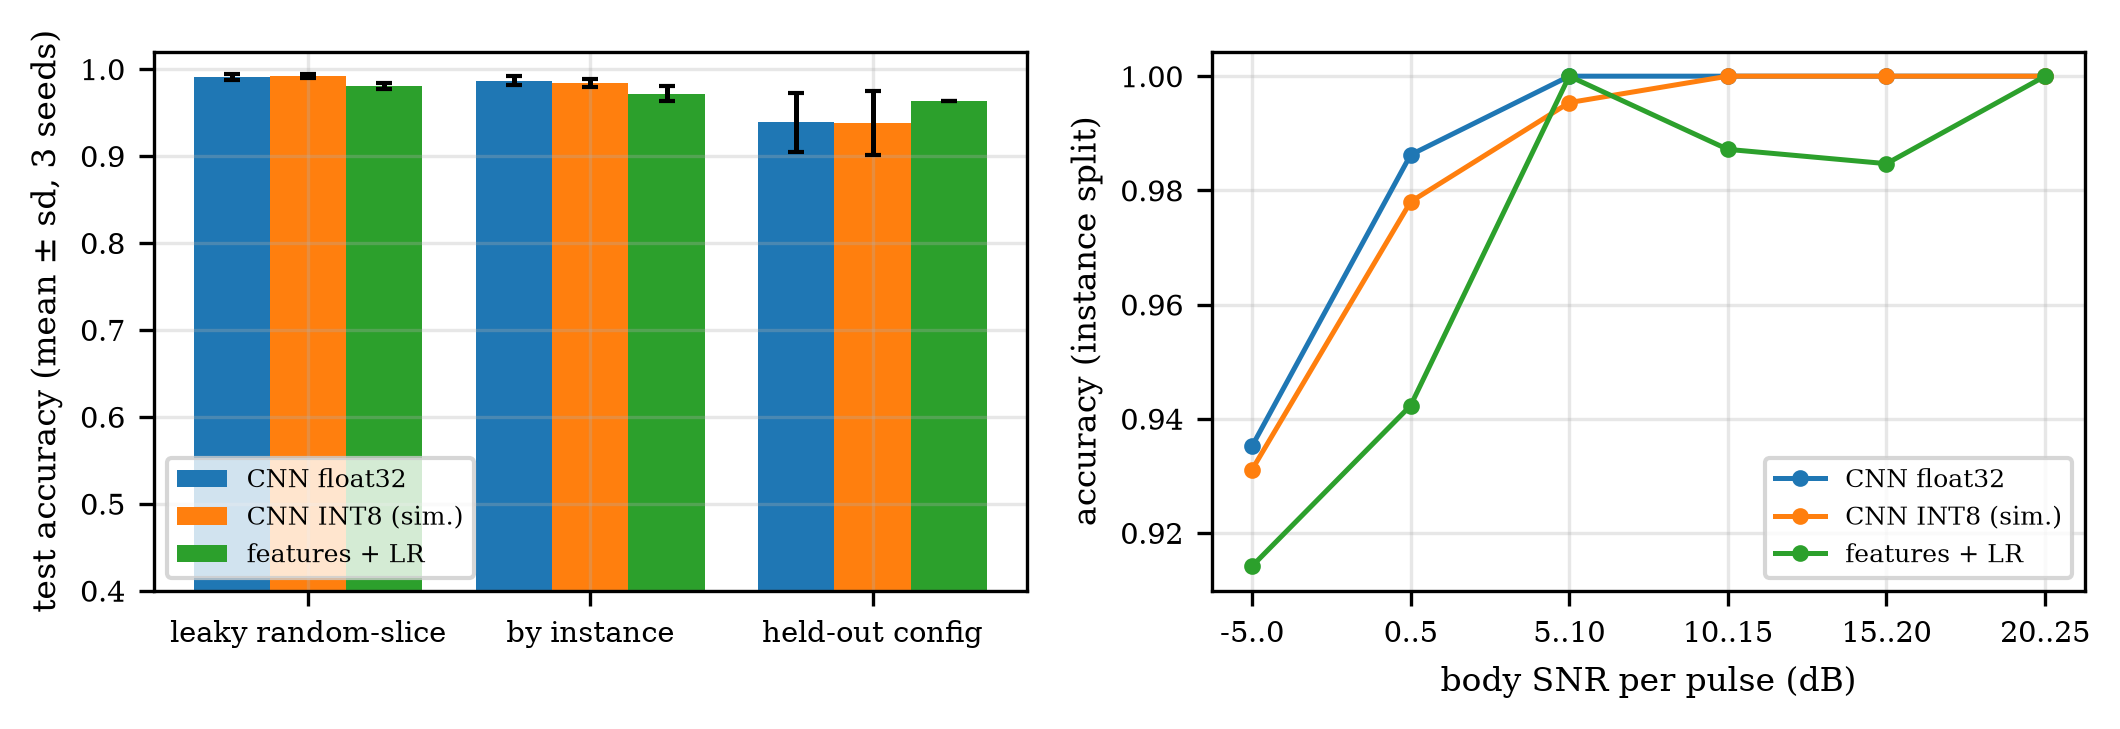 test accuracy (mean ± sd, 3 seeds)
1.0
0.9
0.8
0.7
0.6
0.5
0.4
CNN float32
CNN INT8 (sim.)
features + LR
leaky random-slice
by instance
held-out config
accuracy (instance split)
1.00
0.98
0.96
0.94
0.92
CNN float32
CNN INT8 (sim.)
features + LR
-5..0
0..5
5..10
10..15
15..20
20..25
body SNR per pulse (dB)